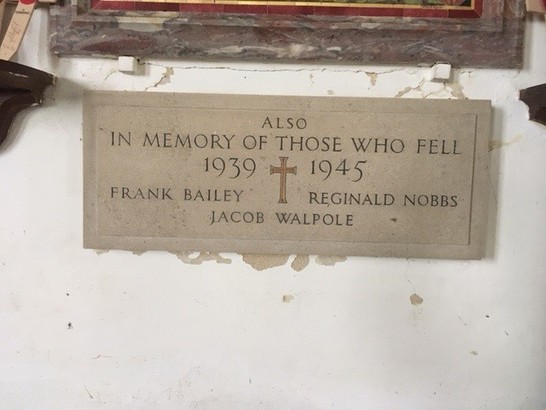 ALSO
IN MEMORY OF THOSE WHO FELL
1939 1945
FRANK BAILEY REGINALD NOBBS
JACOB WALPOLE